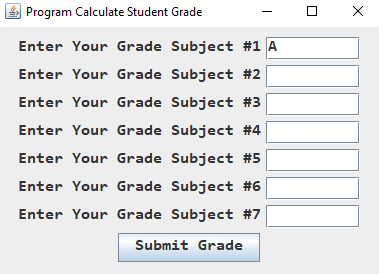 Program Calculate Student Grade
Enter Your Grade Subject #1 A
Enter Your Grade Subject #2
Enter Your Grade Subject #3
Enter Your Grade Subject #4
Enter Your Grade Subject #5
Enter Your Grade Subject #6
Enter Your Grade Subject #7
Submit Grade